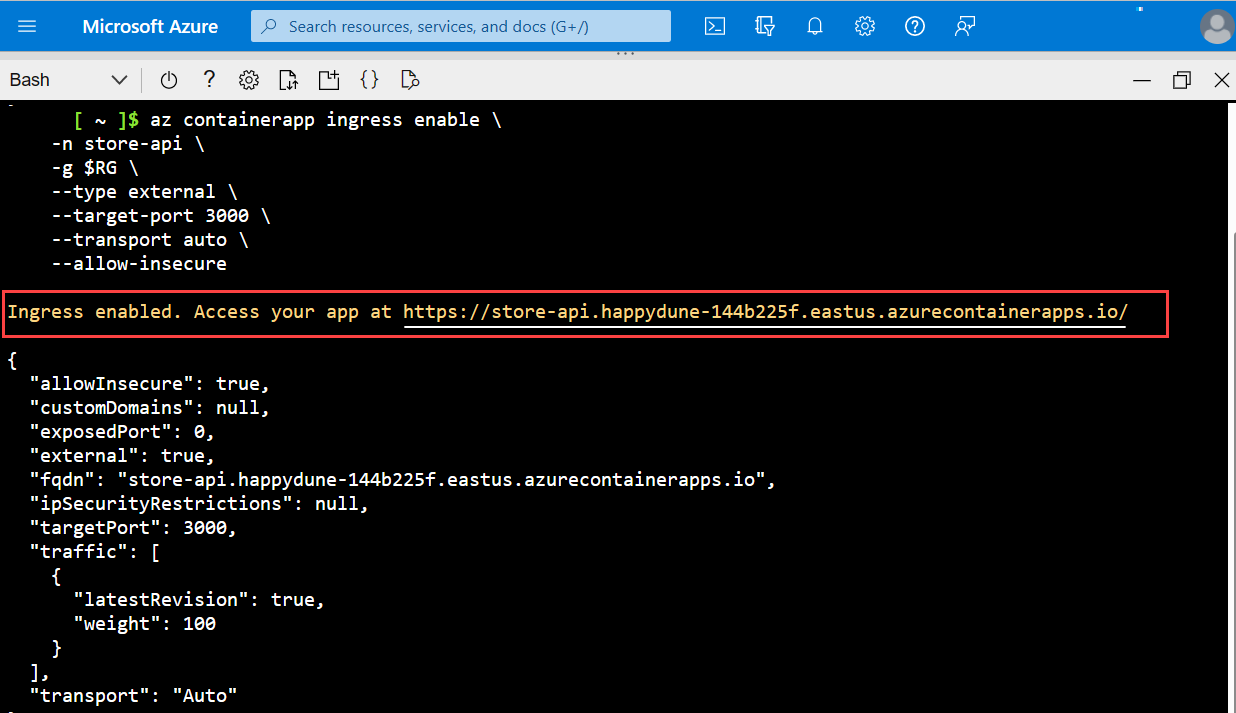 Microsoft Azure
Search resources, services, and docs (G+/)
Bash
[ ~ ]$ az containerapp ingress enable \
-n store-api \
-g $RG \
--type external \
--target-port 3000 \
--transport auto \
--allow-insecure
Ingress enabled. Access your app at https://store-api.happydune-144b225f.eastus.azurecontainerapps.io/
{
"allowInsecure": true,
"customDomains": null,
"exposedPort": 0,
"external": true,
"fqdn": "store-api.happydune-144b225f.eastus.azurecontainerapps.io",
"ipSecurityRestrictions": null,
"targetPort": 3000,
"traffic": [
{
"latestRevision": true,
"weight": 100
}
],
"transport": "Auto"